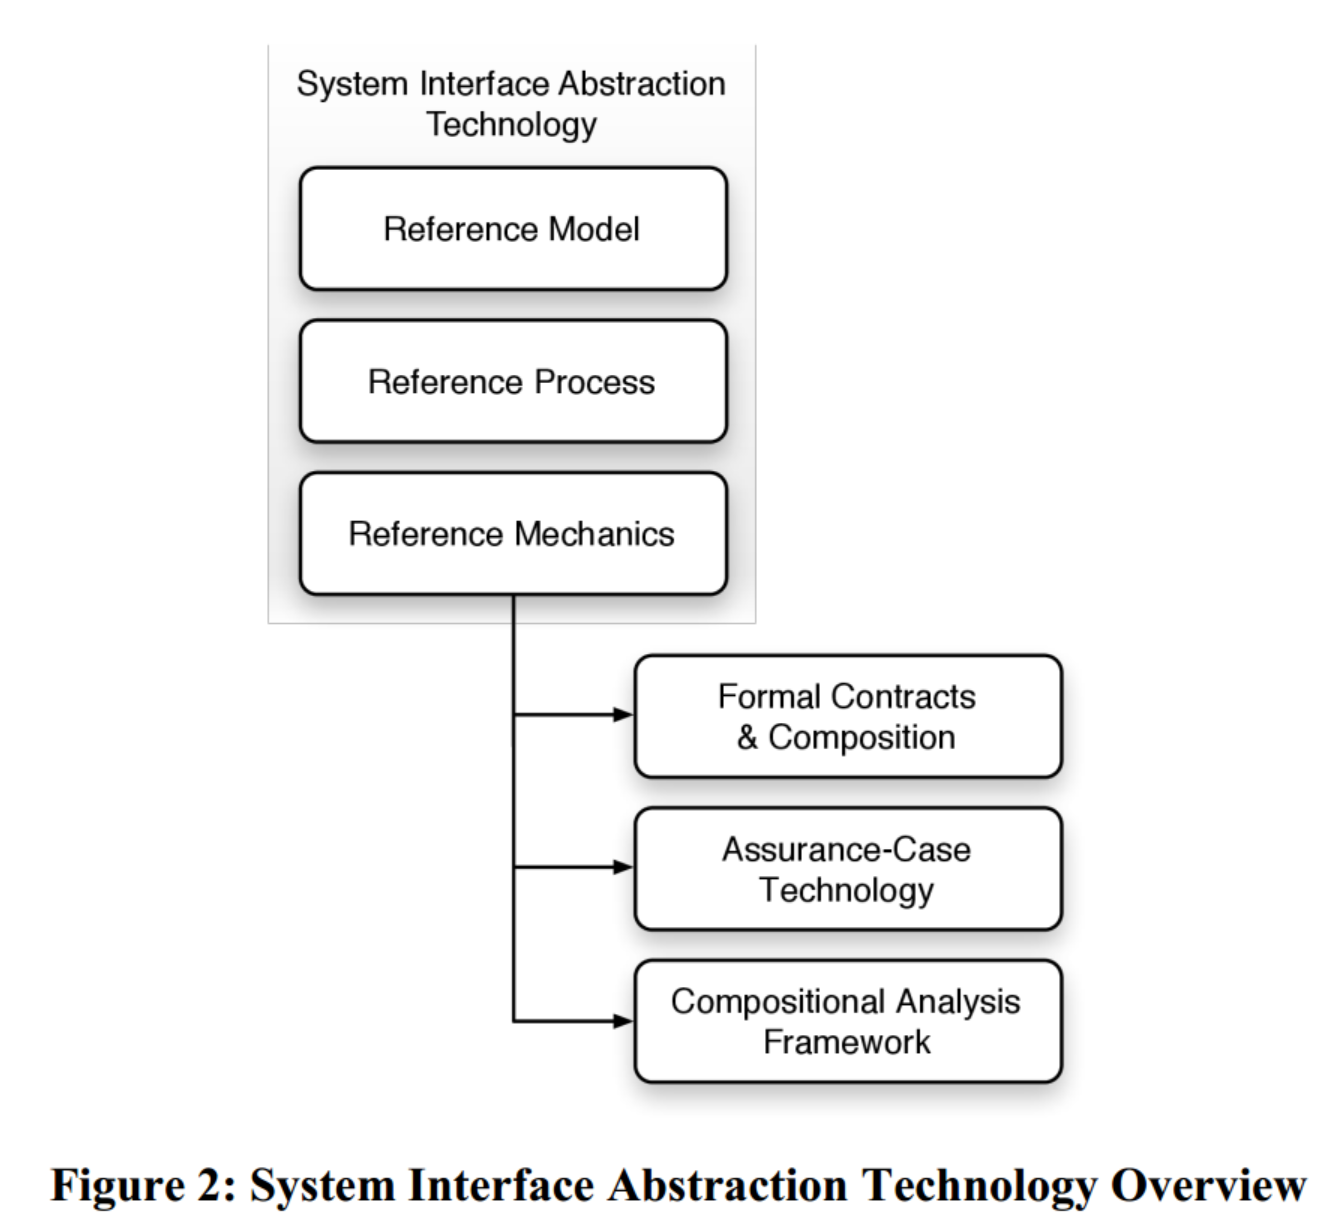 System Interface Abstraction
Technology
Reference Model
Reference Process
Reference Mechanics
Formal Contracts
& Composition
Assurance-Case
Technology
Compositional Analysis
Framework
Figure 2: System Interface Abstraction Technology Overview